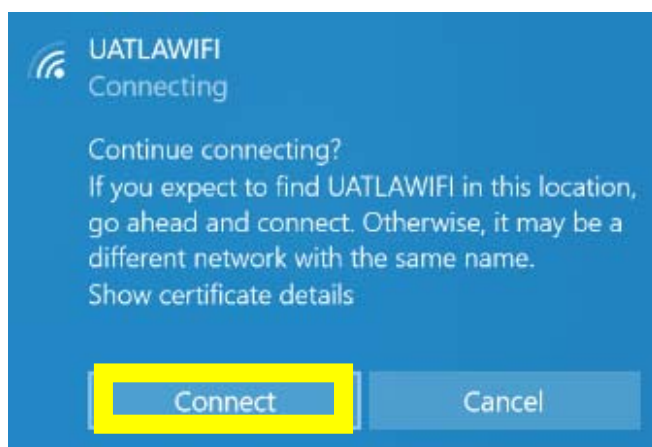 UATLAWIFI
Connecting
Continue connecting?
If you expect to find UATLAWIFI in this location,
go ahead and connect. Otherwise, it may be a
different network with the same name.
Show certificate details
Connect
Cancel